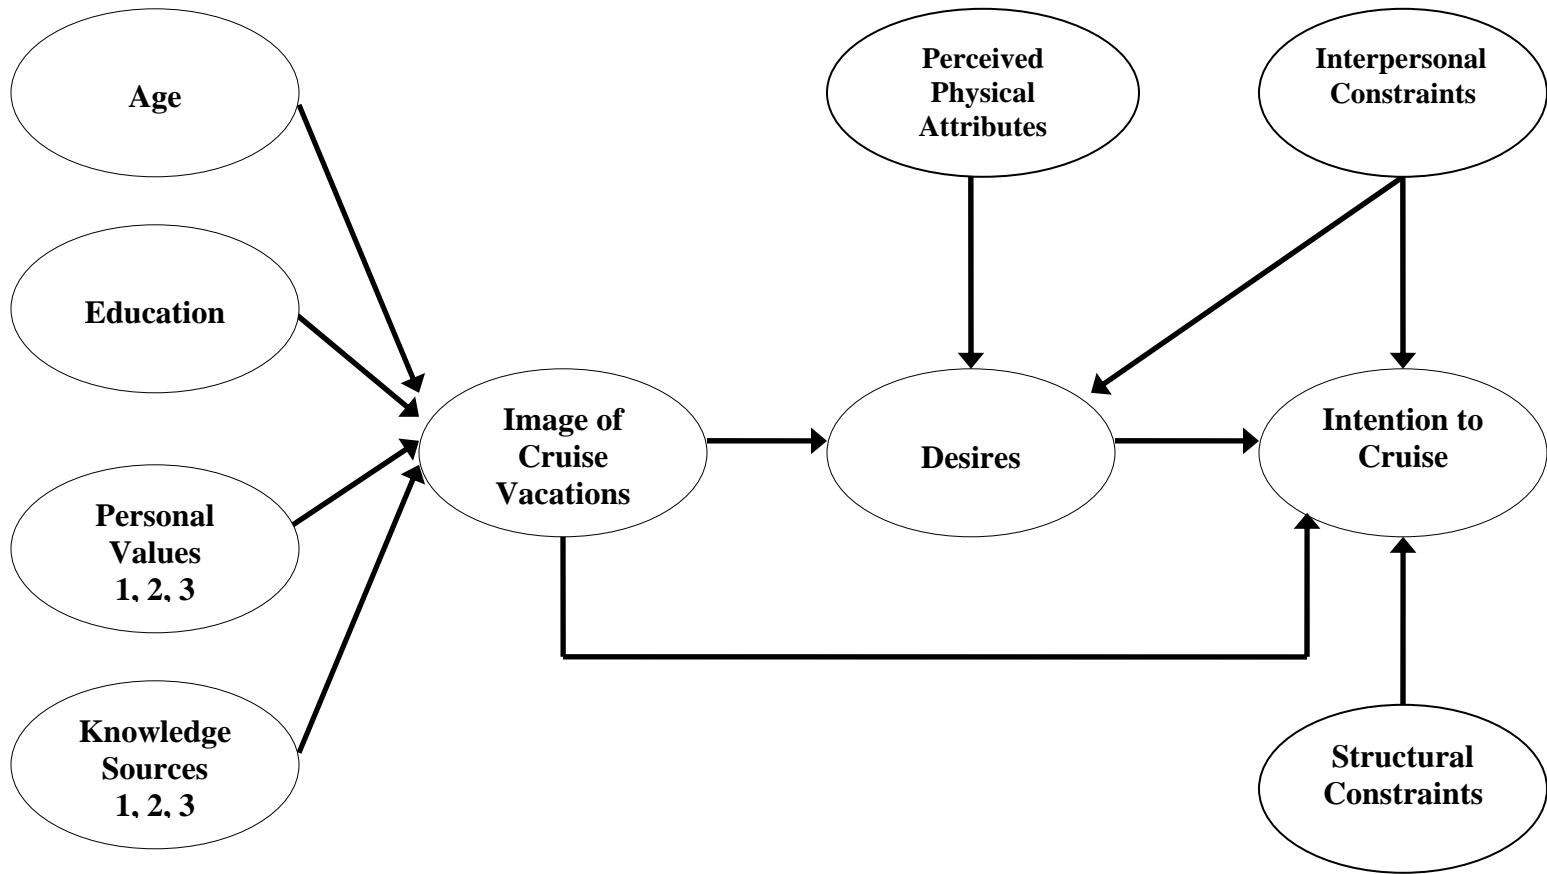 Age
Education
Personal
Values
1, 2, 3
Knowledge
Sources
1, 2, 3
Image of
Cruise
Vacations
Perceived
Physical
Attributes
Desires
Interpersonal
Constraints
Intention to
Cruise
Structural
Constraints